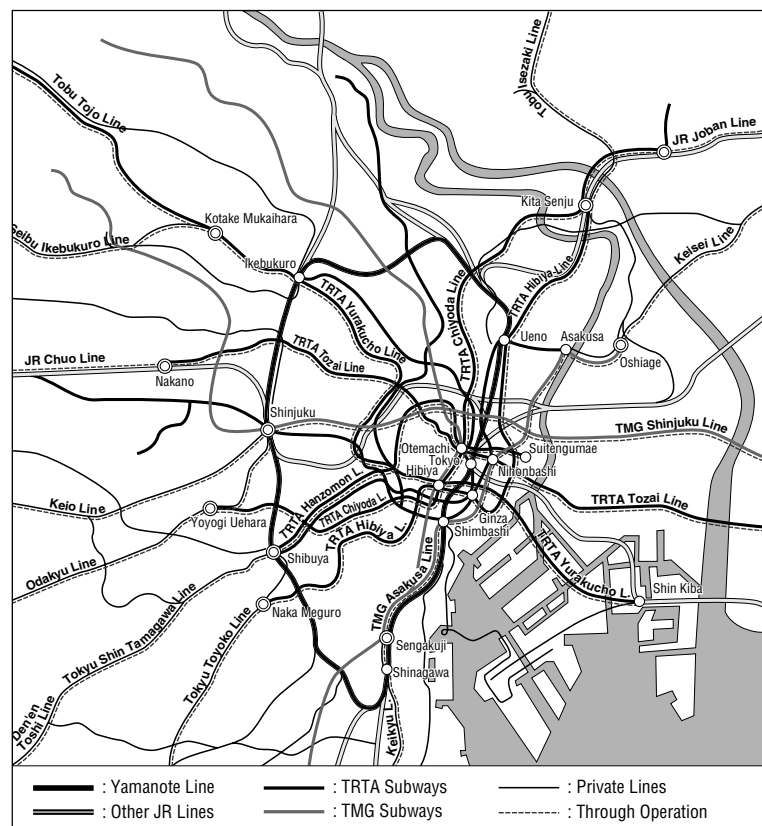 Tobu Isezaki Line
Tobu Tojo Line
JR Joban Line
Kita Senju
Kotake Mukaihara
Seibu Ikebukuro Line
Keisei Line
Ikebukuro
TRTA Hibiya Line
TRTA Chiyoda Line
TRTA Yurakucho Line
Ueno
Asakusa
TRTA Tozai Line
Oshiage
JR Chuo Line
Nakano
Shinjuku
TMG Shinjuku Line
Otemachi
Suitengumae
Tokyo
Nihonbashi
Hibiya
TRTA Hanzomon L.
TRTA Chiyoda L.
TRTA Tozai Line
Keio Line
Yoyogi Uehara
TRTA Hibiya L.
Ginza
Shimbashi
Odakyu Line
Shibuya
TRTA Yurakucho L.
TMG Asakusa Line
Shin Kiba
Naka Meguro
Tokyu Shin Tamagawa Line
Tokyu Toyoko Line
Sengakuji
Shinagawa
Den'en
Toshi Line
Keikyu L.
: Yamanote Line
: TRTA Subways
: Private Lines
: Other JR Lines
: TMG Subways
: Through Operation